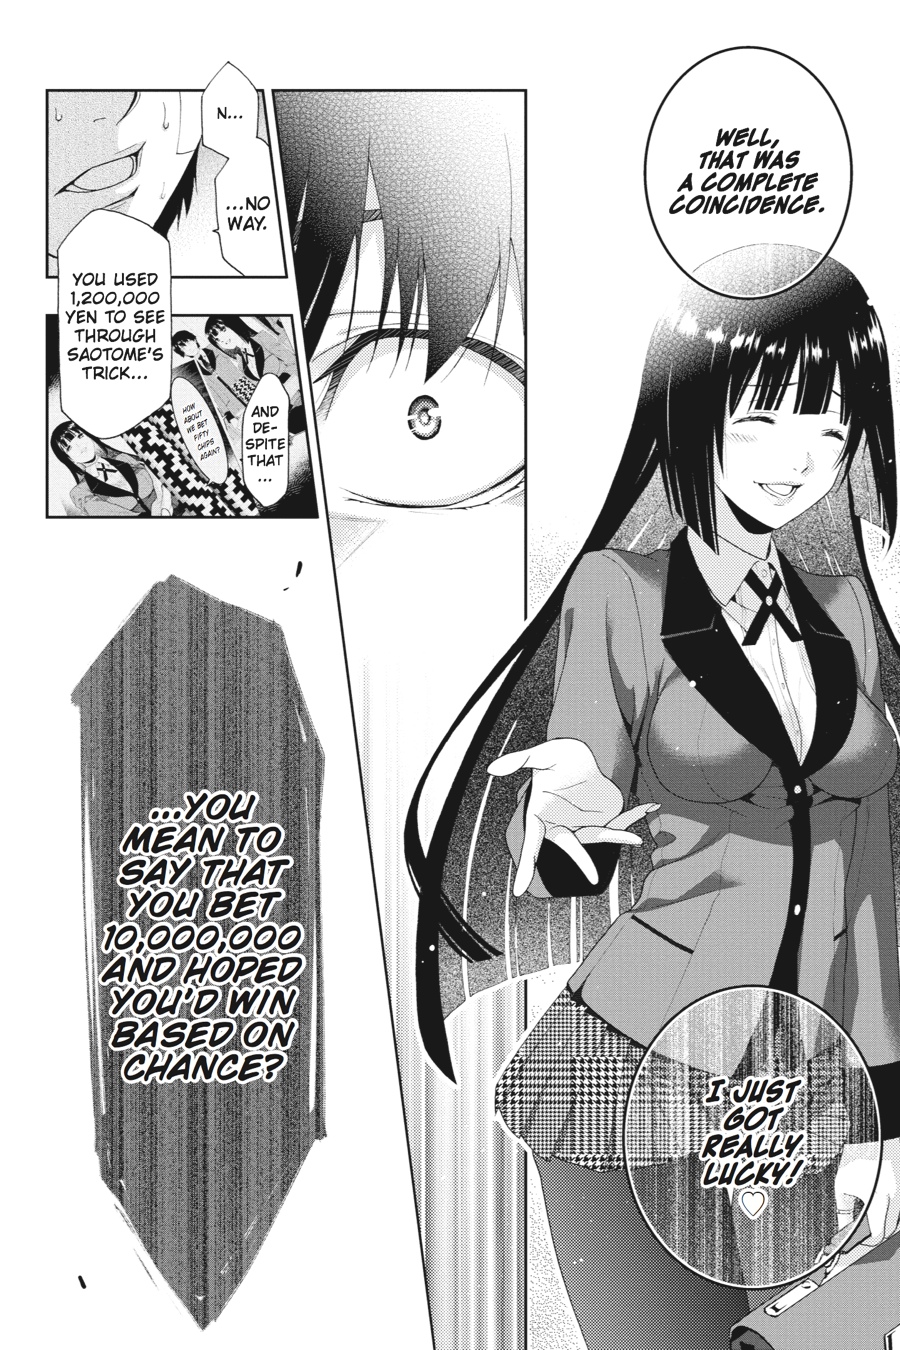 WELL,
THAT WAS
A COMPLETE
COINCIDENCE.
I JUST
GOT
REALLY
LUCKY!
N...
...NO
WAY.
YOU USED
1,200,000
YEN TO SEE
THROUGH
SAOTOME'S
TRICK...
AND
DE-
SPITE
THAT
...
HOW
ABOUT
WE BET
FIFTY
CHIPS
AGAIN?
...YOU
MEAN TO
SAY THAT
YOU BET
10,000,000
AND HOPED
YOU'D WIN
BASED ON
CHANCE?